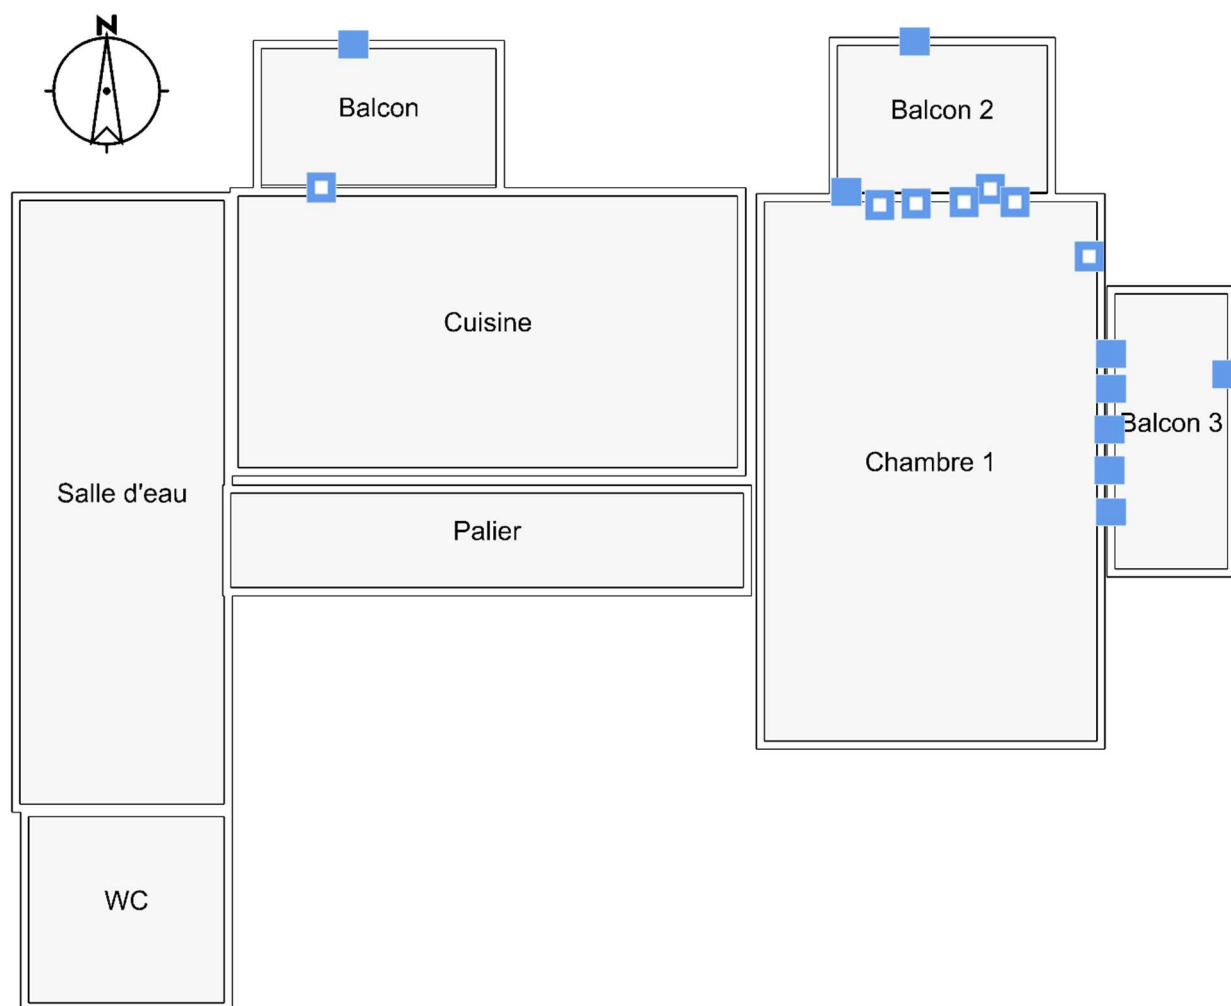 N
Balcon
Balcon 2
Cuisine
Balcon 3
Chambre 1
Salle d'eau
Palier
WC